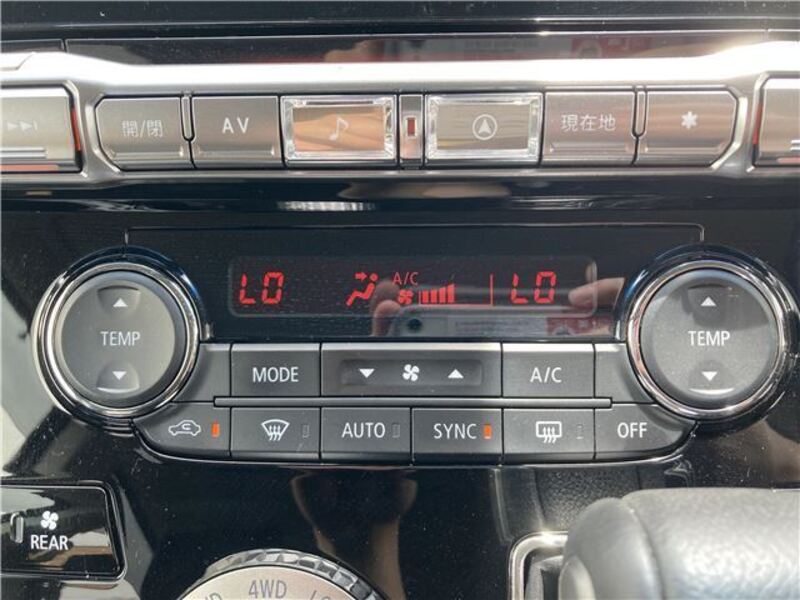 開/閉 AV 現在地
LO A/C LO
TEMP TEMP
MODE A/C
AUTO SYNC OFF
REAR
4WD